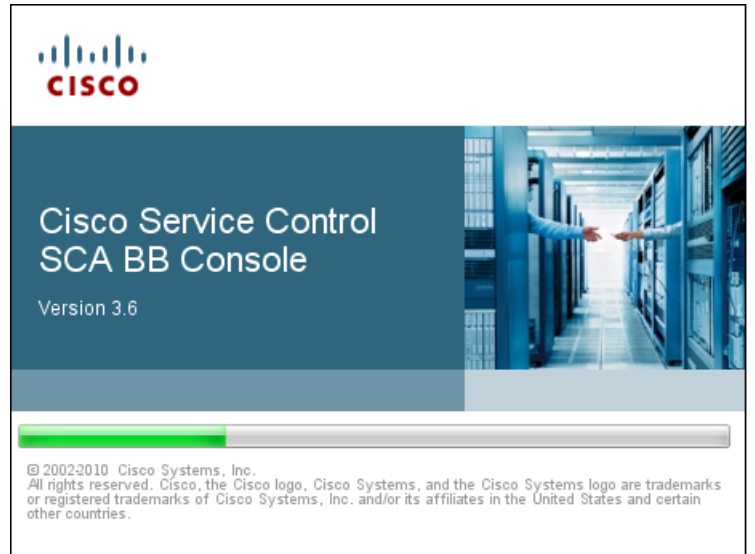 CISCO
Cisco Service Control
SCA BB Console
Version 3.6
© 2002-2010 Cisco Systems, Inc.
All rights reserved. Cisco, the Cisco logo, Cisco Systems, and the Cisco Systems logo are trademarks
or registered trademarks of Cisco Systems, Inc. and/or its affiliates in the United States and certain
other countries.